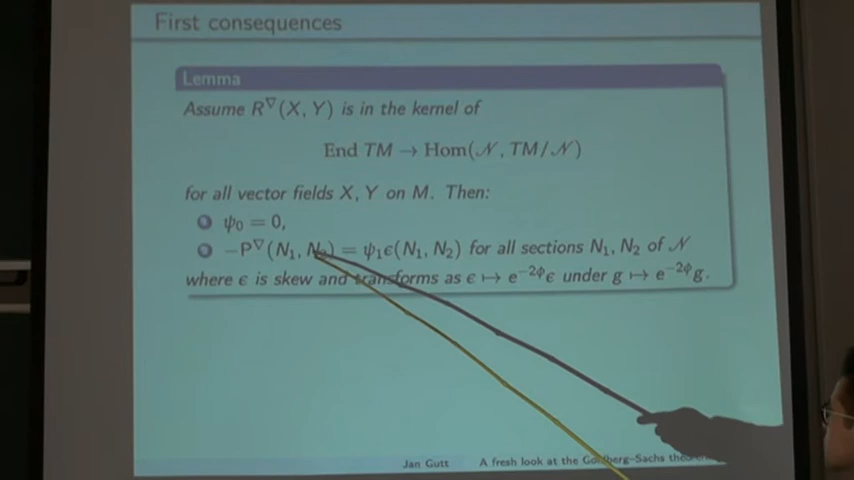 First consequences
Lemma
Assume R^∇(X, Y) is in the kernel of
End TM → Hom(𝒩, TM/𝒩)
for all vector fields X, Y on M. Then:
ψ₀ = 0,
−P^∇(N₁, N₂) = ψ₁ϵ(N₁, N₂) for all sections N₁, N₂ of 𝒩
where ϵ is skew and transforms as ϵ ↦ e^{−2ϕ}ϵ under g ↦ e^{−2ϕ}g.
Jan Gutt A fresh look at the Goldberg–Sachs